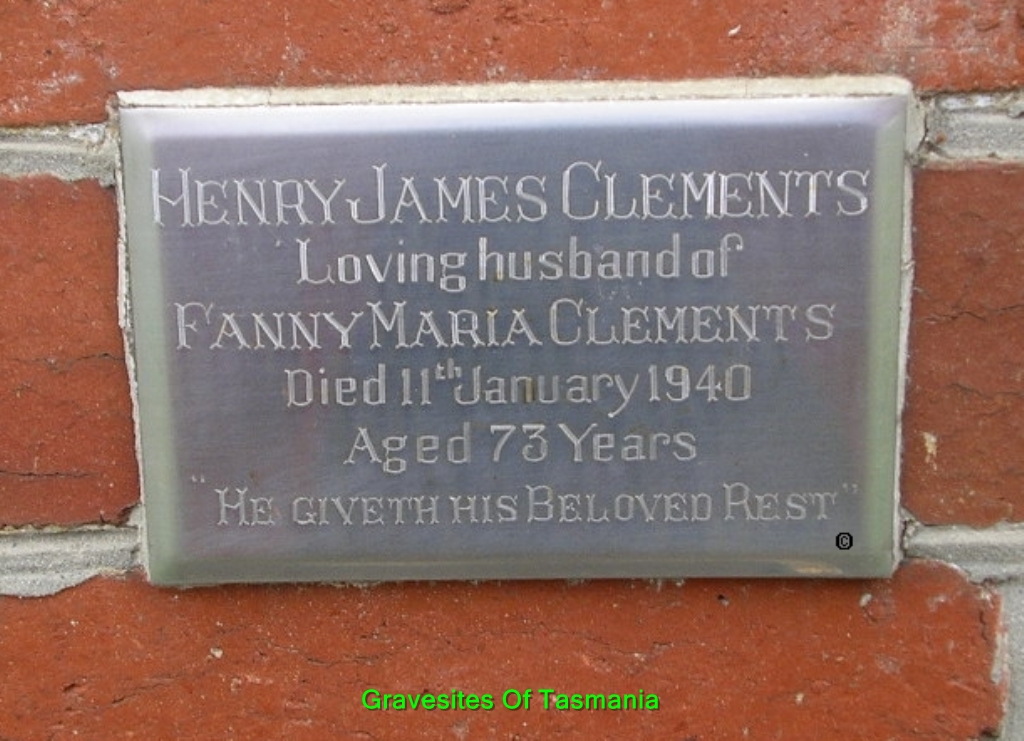 HENRY JAMES CLEMENTS
Loving husband of
FANNY MARIA CLEMENTS
Died 11th January 1940
Aged 73 Years
"HE GIVETH HIS BELOVED REST"
©
Gravesites Of Tasmania